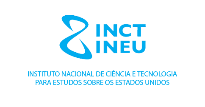 INCT
INEU
INSTITUTO NACIONAL DE CIÊNCIA E TECNOLOGIA
PARA ESTUDOS SOBRE OS ESTADOS UNIDOS